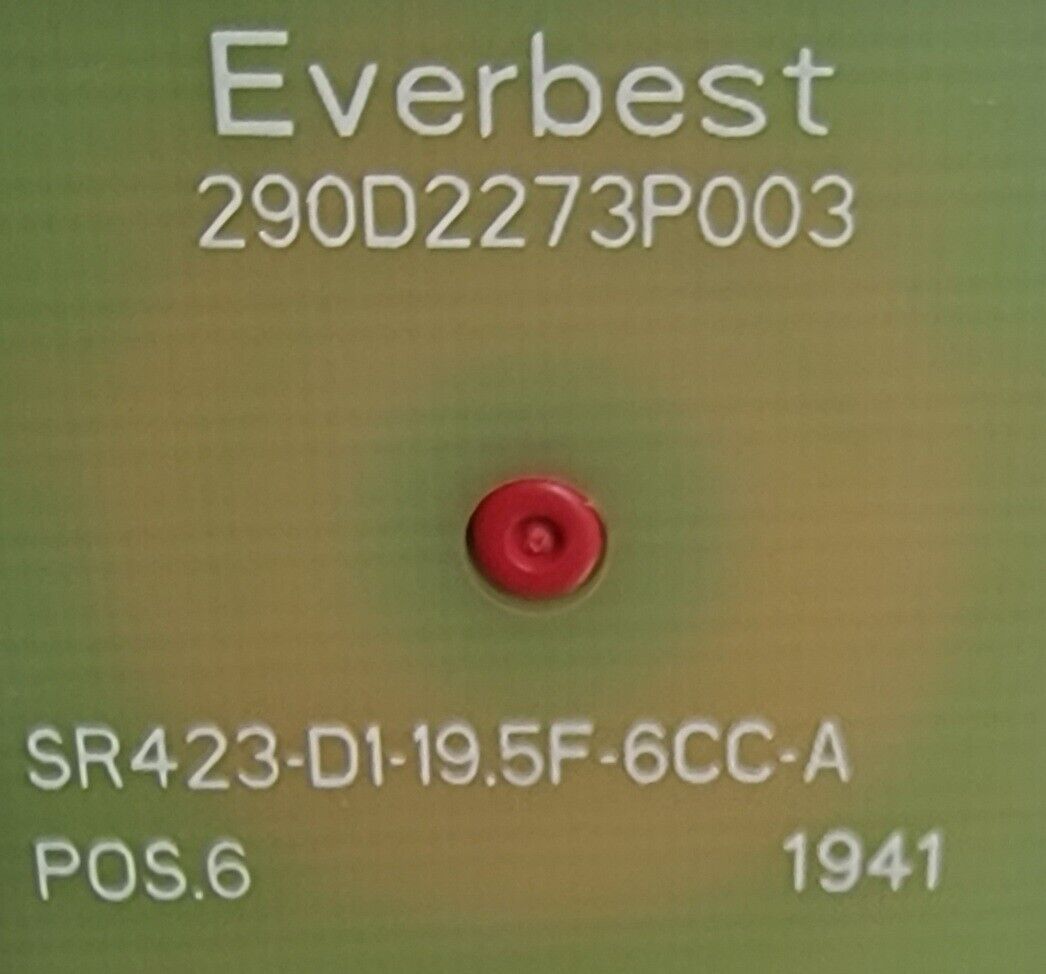 Everbest
290D2273P003
SR423-D1-19.5F-6CC-A
POS.6 1941